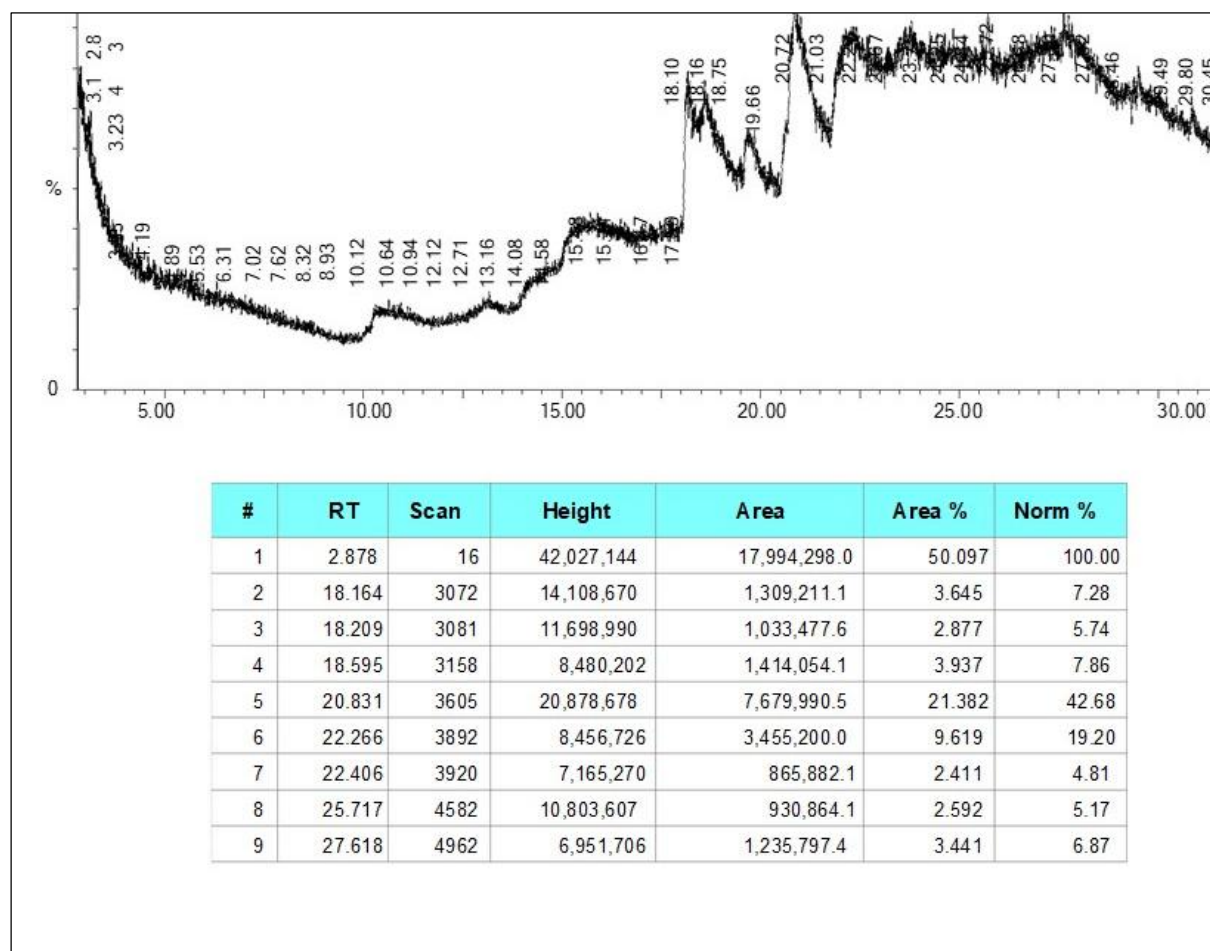 2.8 3
3.1 4
3.23
18.10 18.16 18.75 19.66 20.72 21.03
29.49 29.80 30.45
%
4.19 5.53 6.31 7.02 7.62 8.32 8.93 10.12 10.64 10.94 12.12 12.71 13.16 14.08
0
5.00 10.00 15.00 20.00 25.00 30.00
# RT Scan Height Area Area % Norm %
1 2.878 16 42,027,144 17,994,298.0 50.097 100.00
2 18.164 3072 14,108,670 1,309,211.1 3.645 7.28
3 18.209 3081 11,698,990 1,033,477.6 2.877 5.74
4 18.595 3158 8,480,202 1,414,054.1 3.937 7.86
5 20.831 3605 20,878,678 7,679,990.5 21.382 42.68
6 22.266 3892 8,456,726 3,455,200.0 9.619 19.20
7 22.406 3920 7,165,270 865,882.1 2.411 4.81
8 25.717 4582 10,803,607 930,864.1 2.592 5.17
9 27.618 4962 6,951,706 1,235,797.4 3.441 6.87